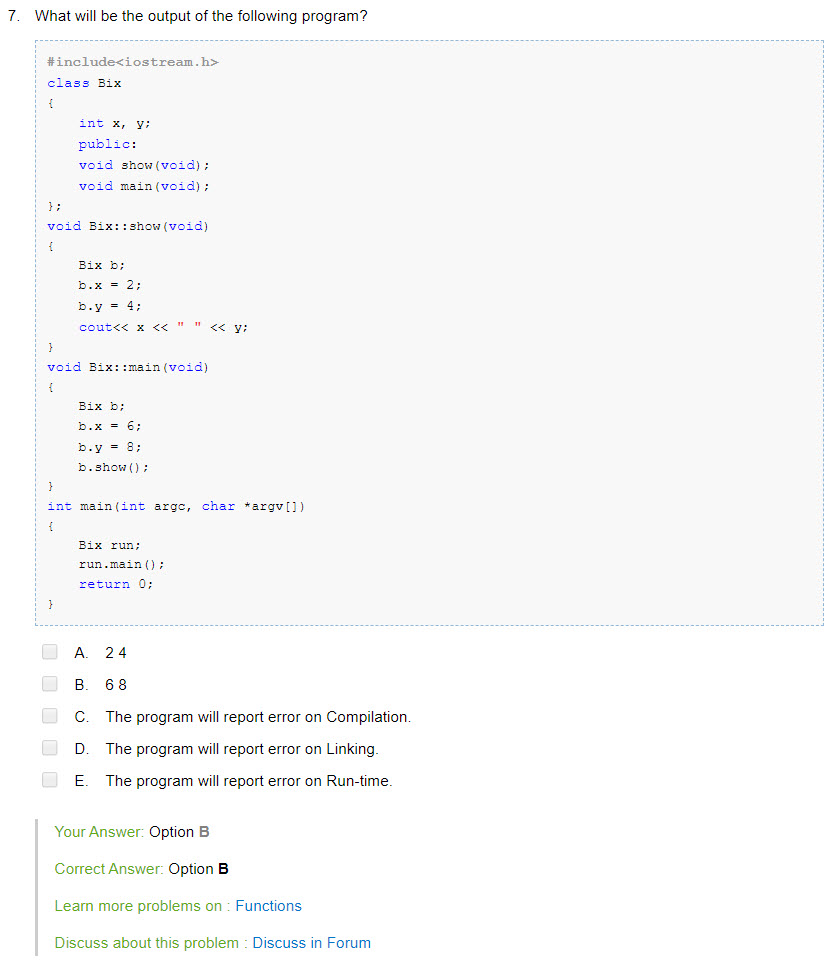 7. What will be the output of the following program?
#include<iostream.h>
class Bix
{
    int x, y;
    public:
    void show(void);
    void main(void);
};
void Bix::show(void)
{
    Bix b;
    b.x = 2;
    b.y = 4;
    cout<< x << " " << y;
}
void Bix::main(void)
{
    Bix b;
    b.x = 6;
    b.y = 8;
    b.show();
}
int main(int argc, char *argv[])
{
    Bix run;
    run.main();
    return 0;
}
A. 2 4
B. 6 8
C. The program will report error on Compilation.
D. The program will report error on Linking.
E. The program will report error on Run-time.
Your Answer: Option B
Correct Answer: Option B
Learn more problems on : Functions
Discuss about this problem : Discuss in Forum